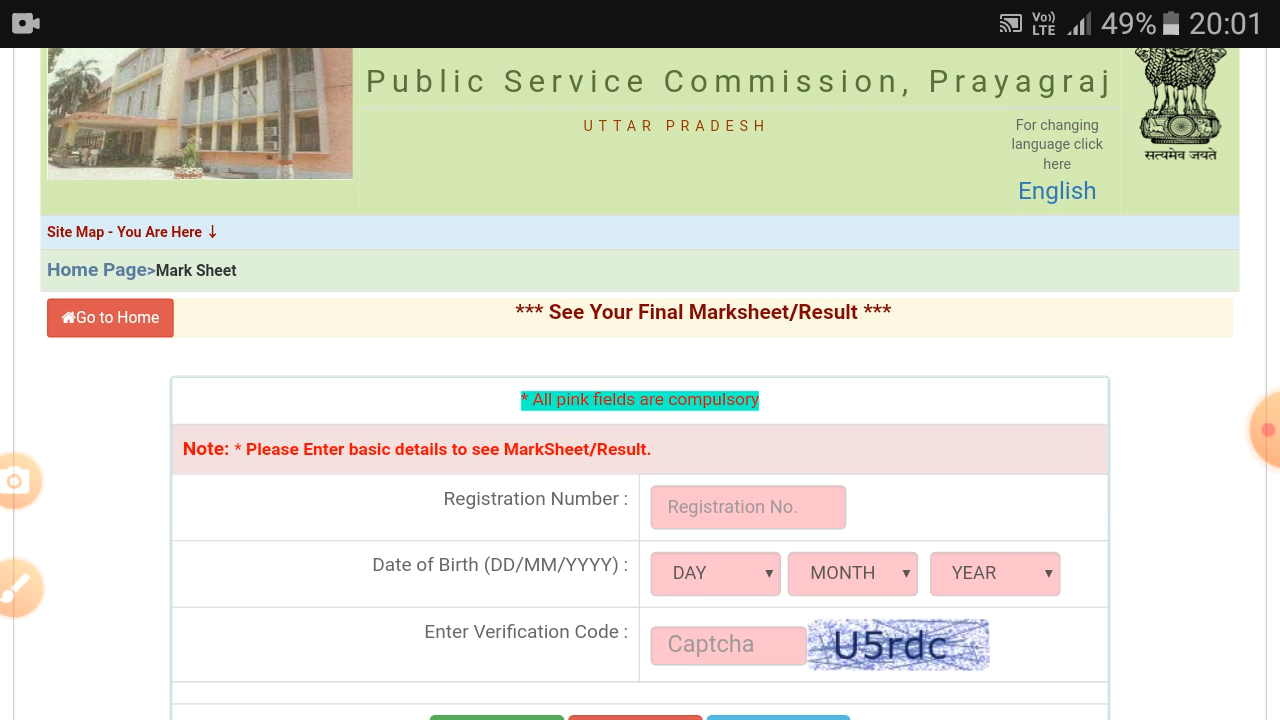 Vo))
LTE
49%
20:01
Public Service Commission, Prayagraj
UTTAR PRADESH
For changing
language click
here
English
सत्यमेव जयते
Site Map - You Are Here ↓
Home Page>Mark Sheet
Go to Home
*** See Your Final Marksheet/Result ***
* All pink fields are compulsory
Note: * Please Enter basic details to see MarkSheet/Result.
Registration Number :
Registration No.
Date of Birth (DD/MM/YYYY) :
DAY
MONTH
YEAR
Enter Verification Code :
Captcha
U5rdc